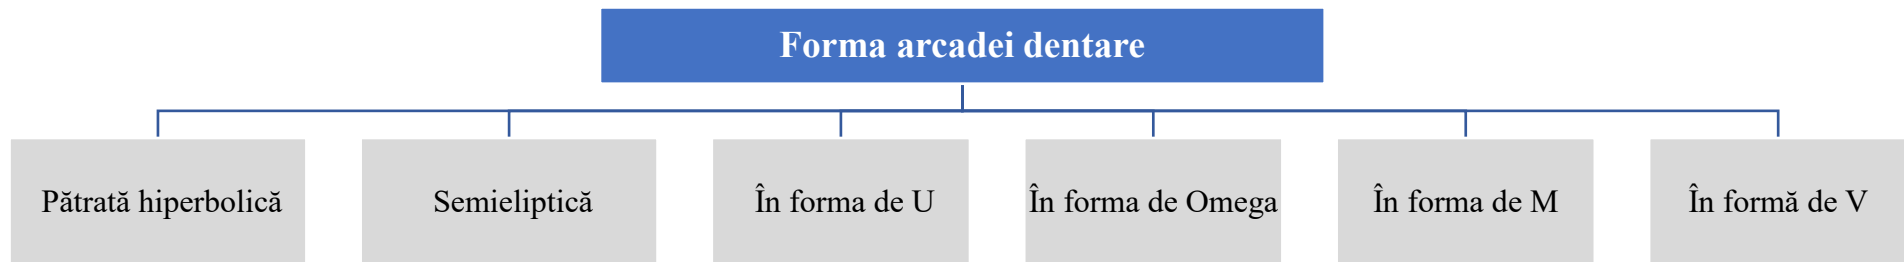 Forma arcadei dentare
Pătrată hiperbolică
Semieliptică
În forma de U
În forma de Omega
În forma de M
În formă de V